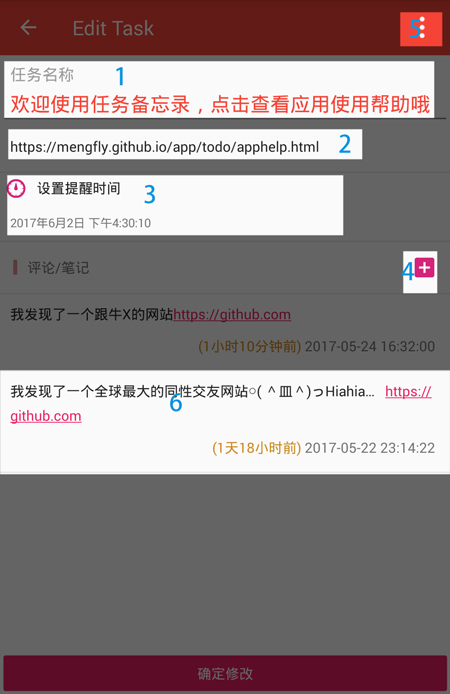 Edit Task
5
任务名称
1
欢迎使用任务备忘录，点击查看应用使用帮助哦
https://mengfly.github.io/app/todo/apphelp.html
2
设置提醒时间
3
2017年6月2日 下午4:30:10
评论/笔记
4
我发现了一个跟牛X的网站https://github.com
(1小时10分钟前) 2017-05-24 16:32:00
我发现了一个全球最大的同性交友网站○( ＾皿＾)っHiahia… https://
github.com
6
(1天18小时前) 2017-05-22 23:14:22
确定修改